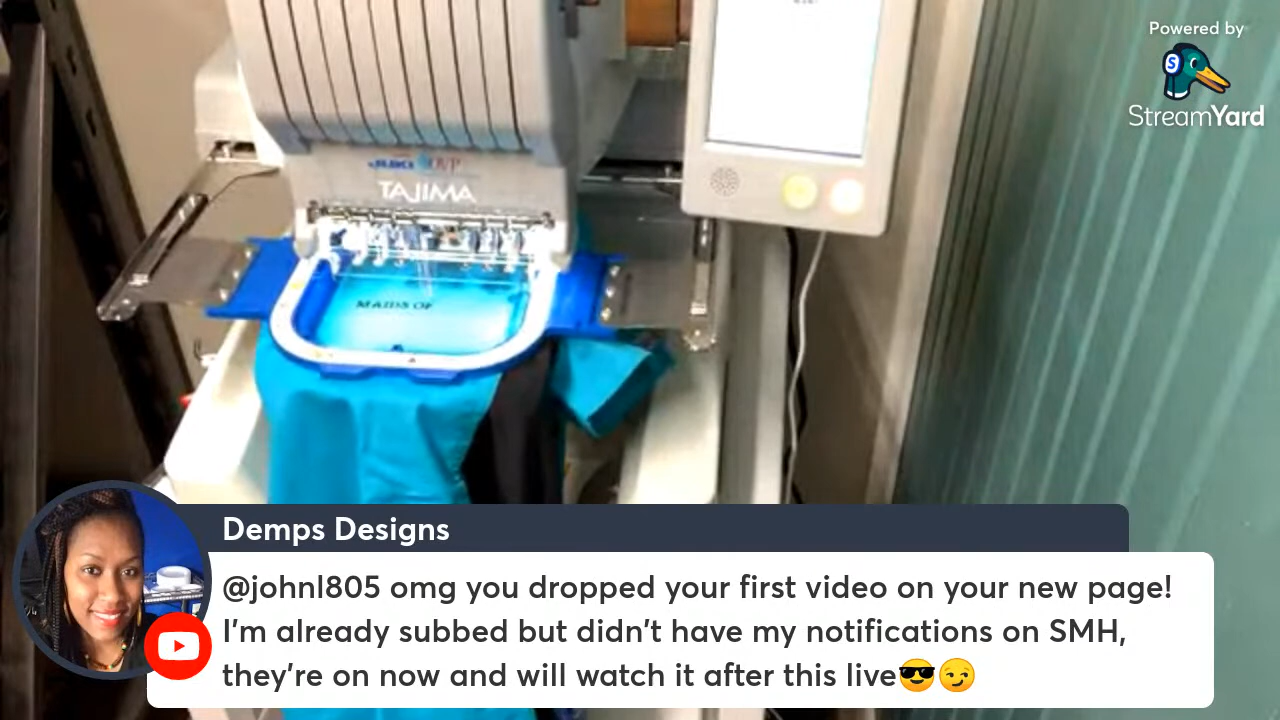 Powered by
StreamYard
TAJIMA
MAIDS OF
Demps Designs
@johnl805 omg you dropped your first video on your new page!
I'm already subbed but didn't have my notifications on SMH,
they're on now and will watch it after this live😎😏